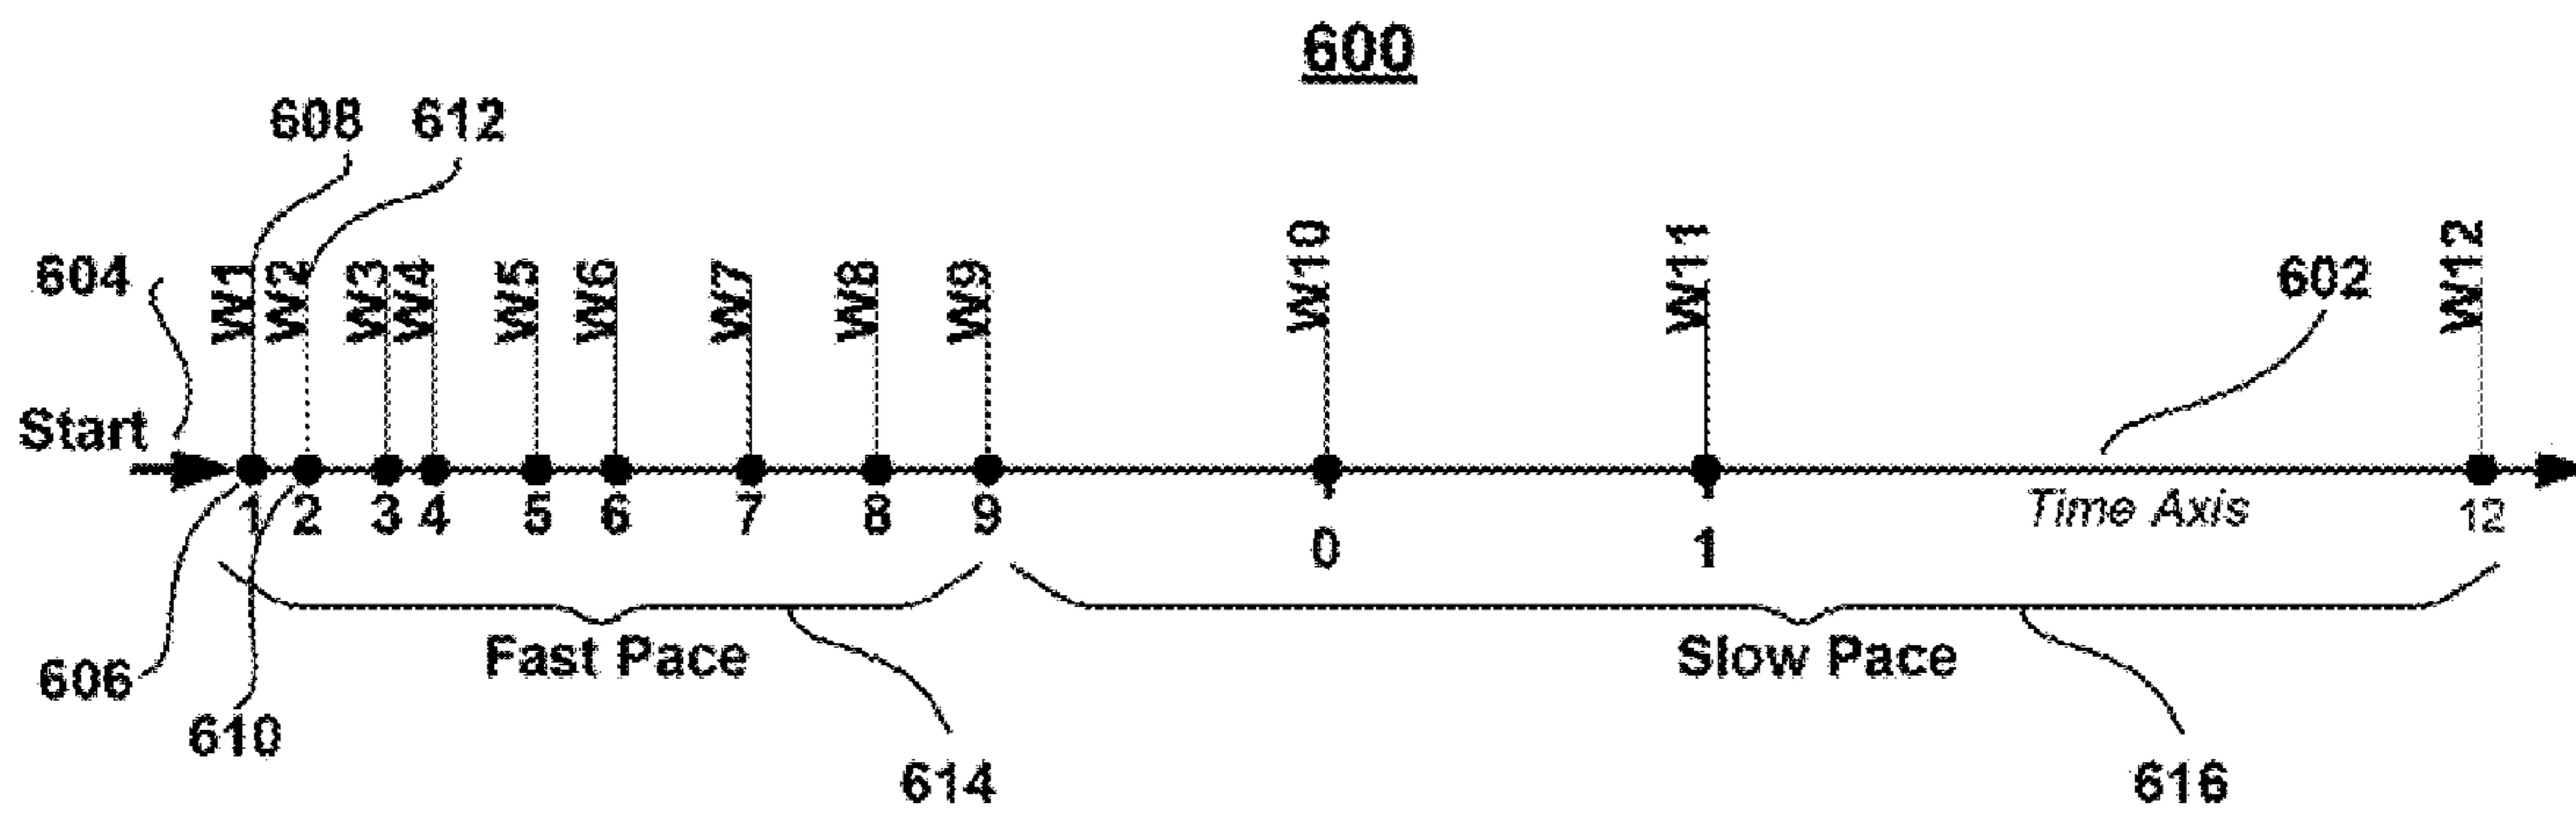 600
608 612
604 W1 W2 W3 W4 W5 W6 W7 W8 W9 W10 W11 602 W12
Start
1 2 3 4 5 6 7 8 9 1 1 Time Axis 12
0 1
Fast Pace Slow Pace
606
610
614 616